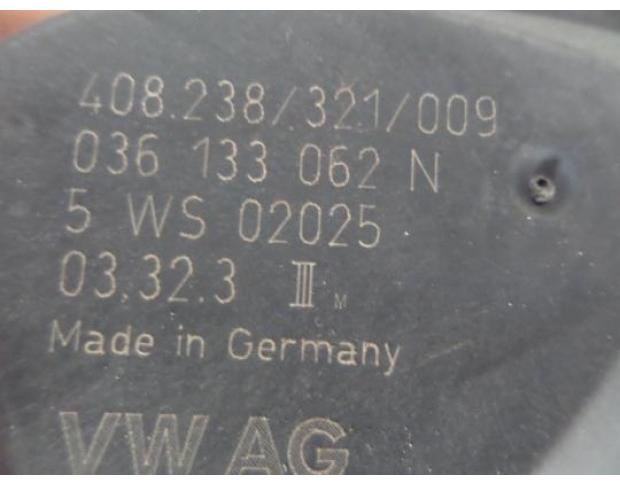 408.238/321/009
036 133 062 N
5 WS 02025
03.32.3 III M
Made in Germany
VW AG